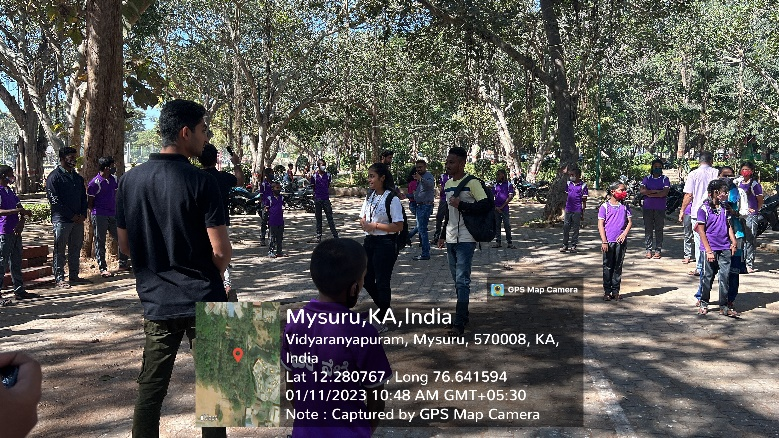 GPS Map Camera
Mysuru,KA,India
Vidyaranyapuram, Mysuru, 570008, KA,
India
Lat 12.280767, Long 76.641594
01/11/2023 10:48 AM GMT+05:30
Note : Captured by GPS Map Camera